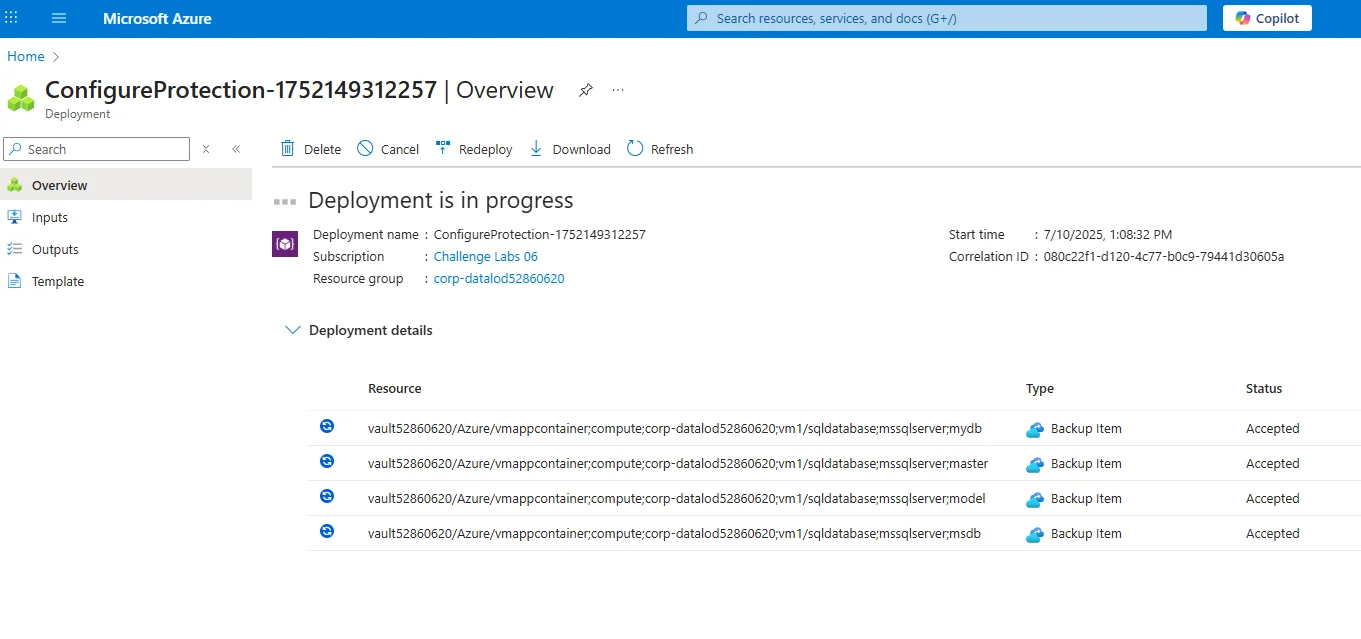 Microsoft Azure
Search resources, services, and docs (G+/)
Copilot
Home
ConfigureProtection-1752149312257 | Overview
Deployment
Search
Delete
Cancel
Redeploy
Download
Refresh
Overview
Inputs
Outputs
Template
Deployment is in progress
Deployment name : ConfigureProtection-1752149312257
Subscription : Challenge Labs 06
Resource group : corp-datalod52860620
Start time : 7/10/2025, 1:08:32 PM
Correlation ID : 080c22f1-d120-4c77-b0c9-79441d30605a
Deployment details
Resource Type Status
vault52860620/Azure/vmappcontainer;compute;corp-datalod52860620;vm1/sqldatabase;mssqlserver;mydb Backup Item Accepted
vault52860620/Azure/vmappcontainer;compute;corp-datalod52860620;vm1/sqldatabase;mssqlserver;master Backup Item Accepted
vault52860620/Azure/vmappcontainer;compute;corp-datalod52860620;vm1/sqldatabase;mssqlserver;model Backup Item Accepted
vault52860620/Azure/vmappcontainer;compute;corp-datalod52860620;vm1/sqldatabase;mssqlserver;msdb Backup Item Accepted